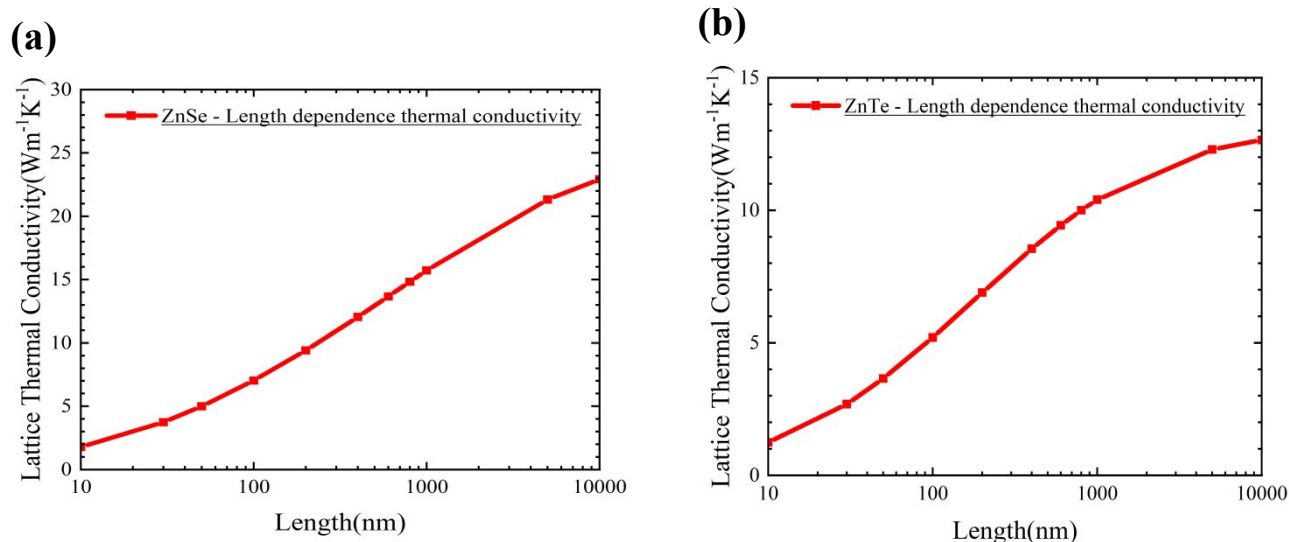 (a)
30
25
20
15
10
5
0
Lattice Thermal Conductivity(Wm⁻¹K⁻¹)
ZnSe - Length dependence thermal conductivity
10
100
1000
10000
Length(nm)
(b)
15
10
5
0
Lattice Thermal Conductivity(Wm⁻¹K⁻¹)
ZnTe - Length dependence thermal conductivity
10
100
1000
10000
Length(nm)